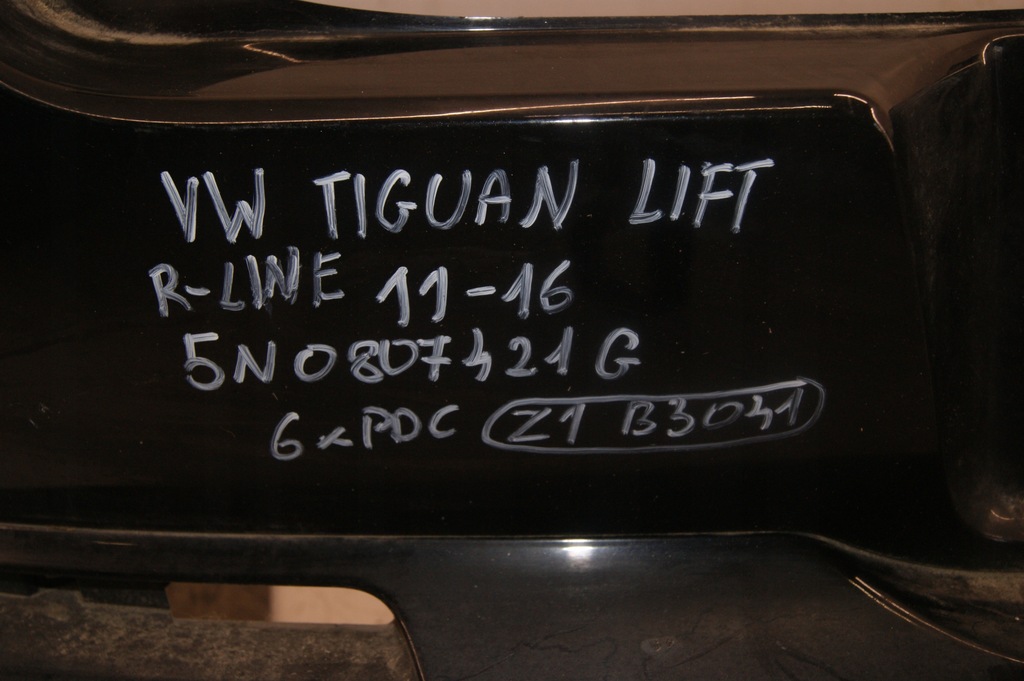 VW TIGUAN LIFT
R-LINE 11-16
5N0807421G
6xPDC Z1 B3041